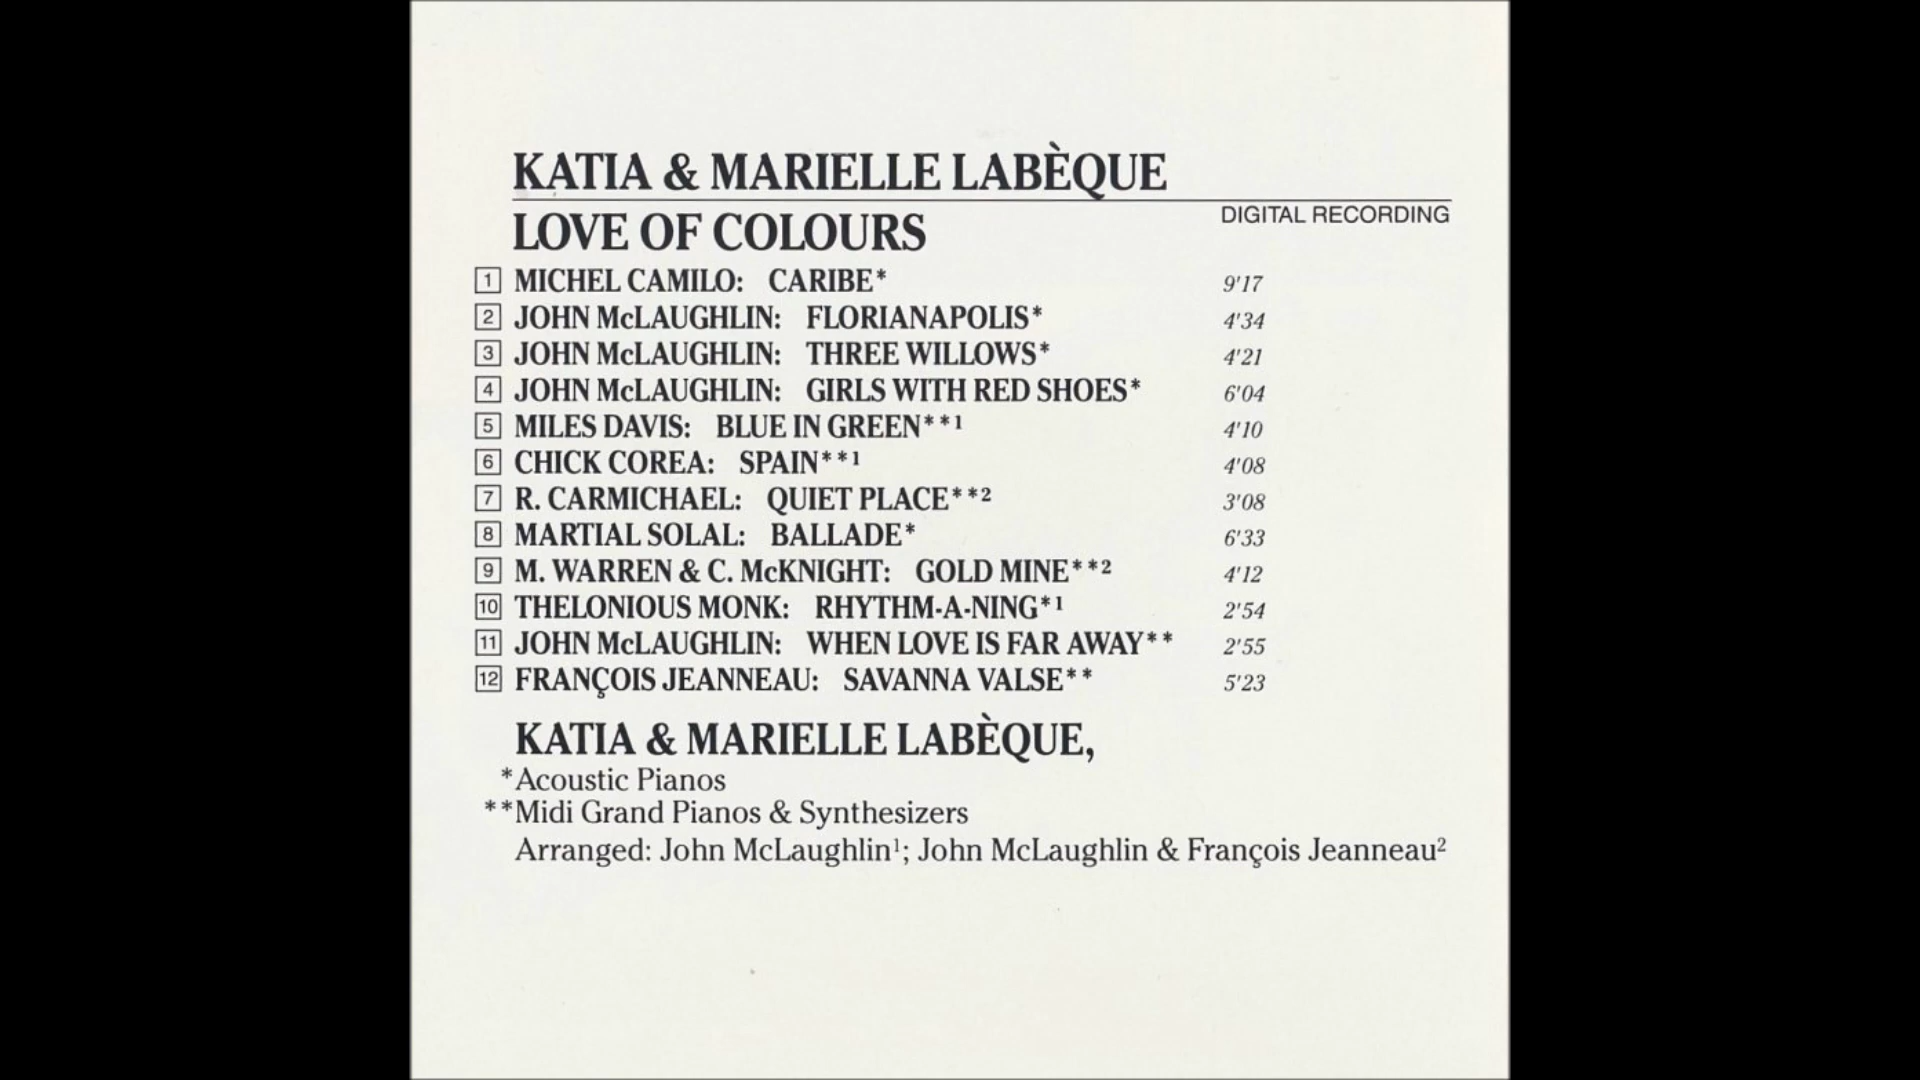 KATIA & MARIELLE LABÈQUE
LOVE OF COLOURS DIGITAL RECORDING
1 MICHEL CAMILO: CARIBE* 9'17
2 JOHN McLAUGHLIN: FLORIANAPOLIS* 4'34
3 JOHN McLAUGHLIN: THREE WILLOWS* 4'21
4 JOHN McLAUGHLIN: GIRLS WITH RED SHOES* 6'04
5 MILES DAVIS: BLUE IN GREEN**¹ 4'10
6 CHICK COREA: SPAIN**¹ 4'08
7 R. CARMICHAEL: QUIET PLACE**² 3'08
8 MARTIAL SOLAL: BALLADE* 6'33
9 M. WARREN & C. McKNIGHT: GOLD MINE**² 4'12
10 THELONIOUS MONK: RHYTHM-A-NING*¹ 2'54
11 JOHN McLAUGHLIN: WHEN LOVE IS FAR AWAY** 2'55
12 FRANÇOIS JEANNEAU: SAVANNA VALSE** 5'23
KATIA & MARIELLE LABÈQUE,
*Acoustic Pianos
**Midi Grand Pianos & Synthesizers
Arranged: John McLaughlin¹; John McLaughlin & François Jeanneau²